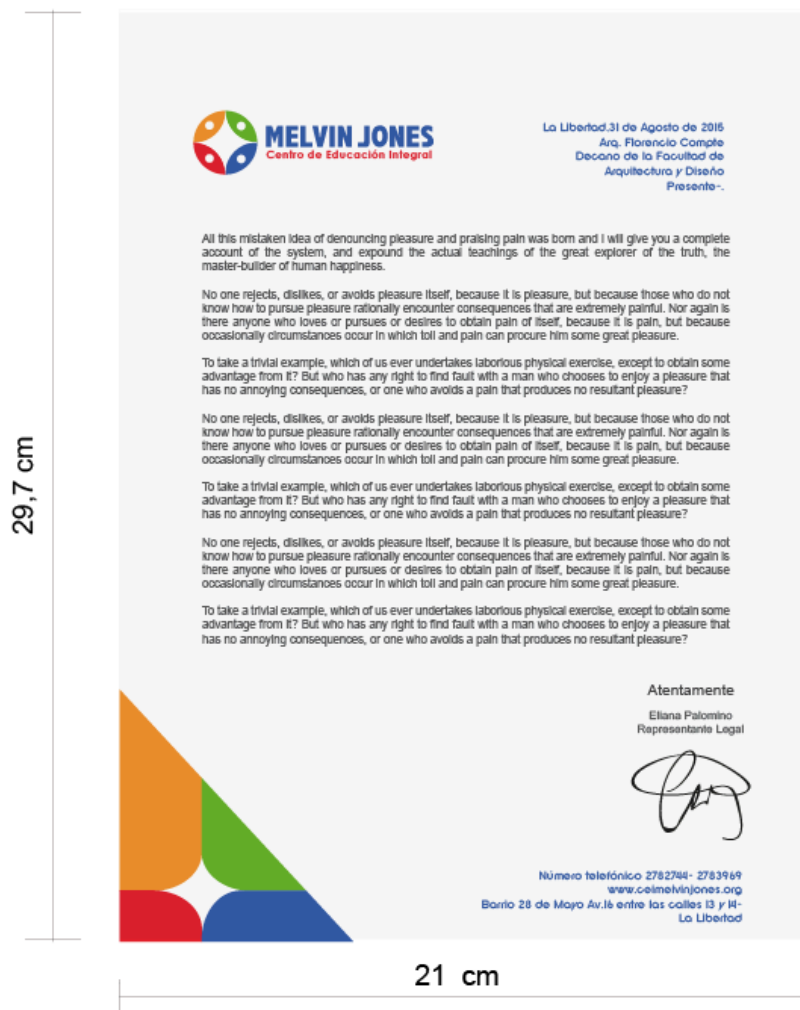 MELVIN JONES
Centro de Educación Integral
La Libertad.31 de Agosto de 2016
Arq. Florencio Compte
Decano de la Facultad de
Arquitectura y Diseño
Presente-.
All this mistaken idea of denouncing pleasure and praising pain was born and I will give you a complete
account of the system, and expound the actual teachings of the great explorer of the truth, the
master-builder of human happiness.
No one rejects, dislikes, or avoids pleasure itself, because it is pleasure, but because those who do not
know how to pursue pleasure rationally encounter consequences that are extremely painful. Nor again is
there anyone who loves or pursues or desires to obtain pain of itself, because it is pain, but because
occasionally circumstances occur in which toil and pain can procure him some great pleasure.
To take a trivial example, which of us ever undertakes laborious physical exercise, except to obtain some
advantage from it? But who has any right to find fault with a man who chooses to enjoy a pleasure that
has no annoying consequences, or one who avoids a pain that produces no resultant pleasure?
No one rejects, dislikes, or avoids pleasure itself, because it is pleasure, but because those who do not
know how to pursue pleasure rationally encounter consequences that are extremely painful. Nor again is
there anyone who loves or pursues or desires to obtain pain of itself, because it is pain, but because
occasionally circumstances occur in which toil and pain can procure him some great pleasure.
To take a trivial example, which of us ever undertakes laborious physical exercise, except to obtain some
advantage from it? But who has any right to find fault with a man who chooses to enjoy a pleasure that
has no annoying consequences, or one who avoids a pain that produces no resultant pleasure?
No one rejects, dislikes, or avoids pleasure itself, because it is pleasure, but because those who do not
know how to pursue pleasure rationally encounter consequences that are extremely painful. Nor again is
there anyone who loves or pursues or desires to obtain pain of itself, because it is pain, but because
occasionally circumstances occur in which toil and pain can procure him some great pleasure.
To take a trivial example, which of us ever undertakes laborious physical exercise, except to obtain some
advantage from it? But who has any right to find fault with a man who chooses to enjoy a pleasure that
has no annoying consequences, or one who avoids a pain that produces no resultant pleasure?
Atentamente
Eliana Palomino
Representante Legal
Número telefónico 2782744- 2783969
www.ceimelvinjones.org
Barrio 28 de Mayo Av.16 entre las calles 13 y 14-
La Libertad
29,7 cm
21 cm